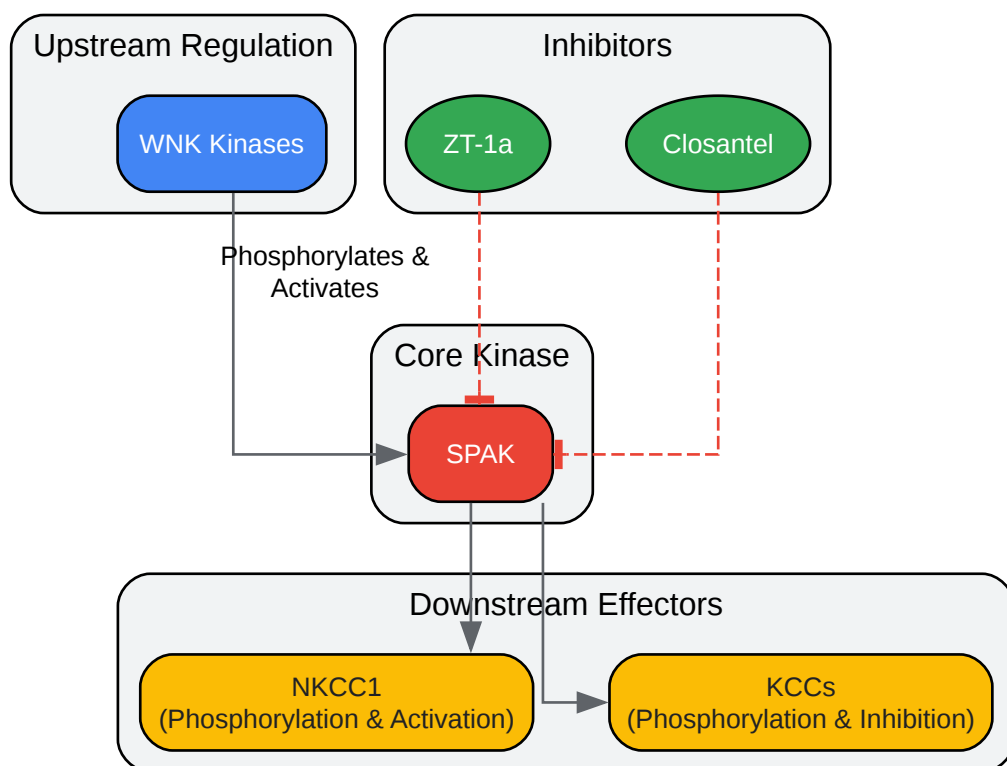 Upstream Regulation
Inhibitors
WNK Kinases
ZT-1a
Closantel
Phosphorylates &
Activates
Core Kinase
SPAK
Downstream Effectors
NKCC1
(Phosphorylation & Activation)
KCCs
(Phosphorylation & Inhibition)